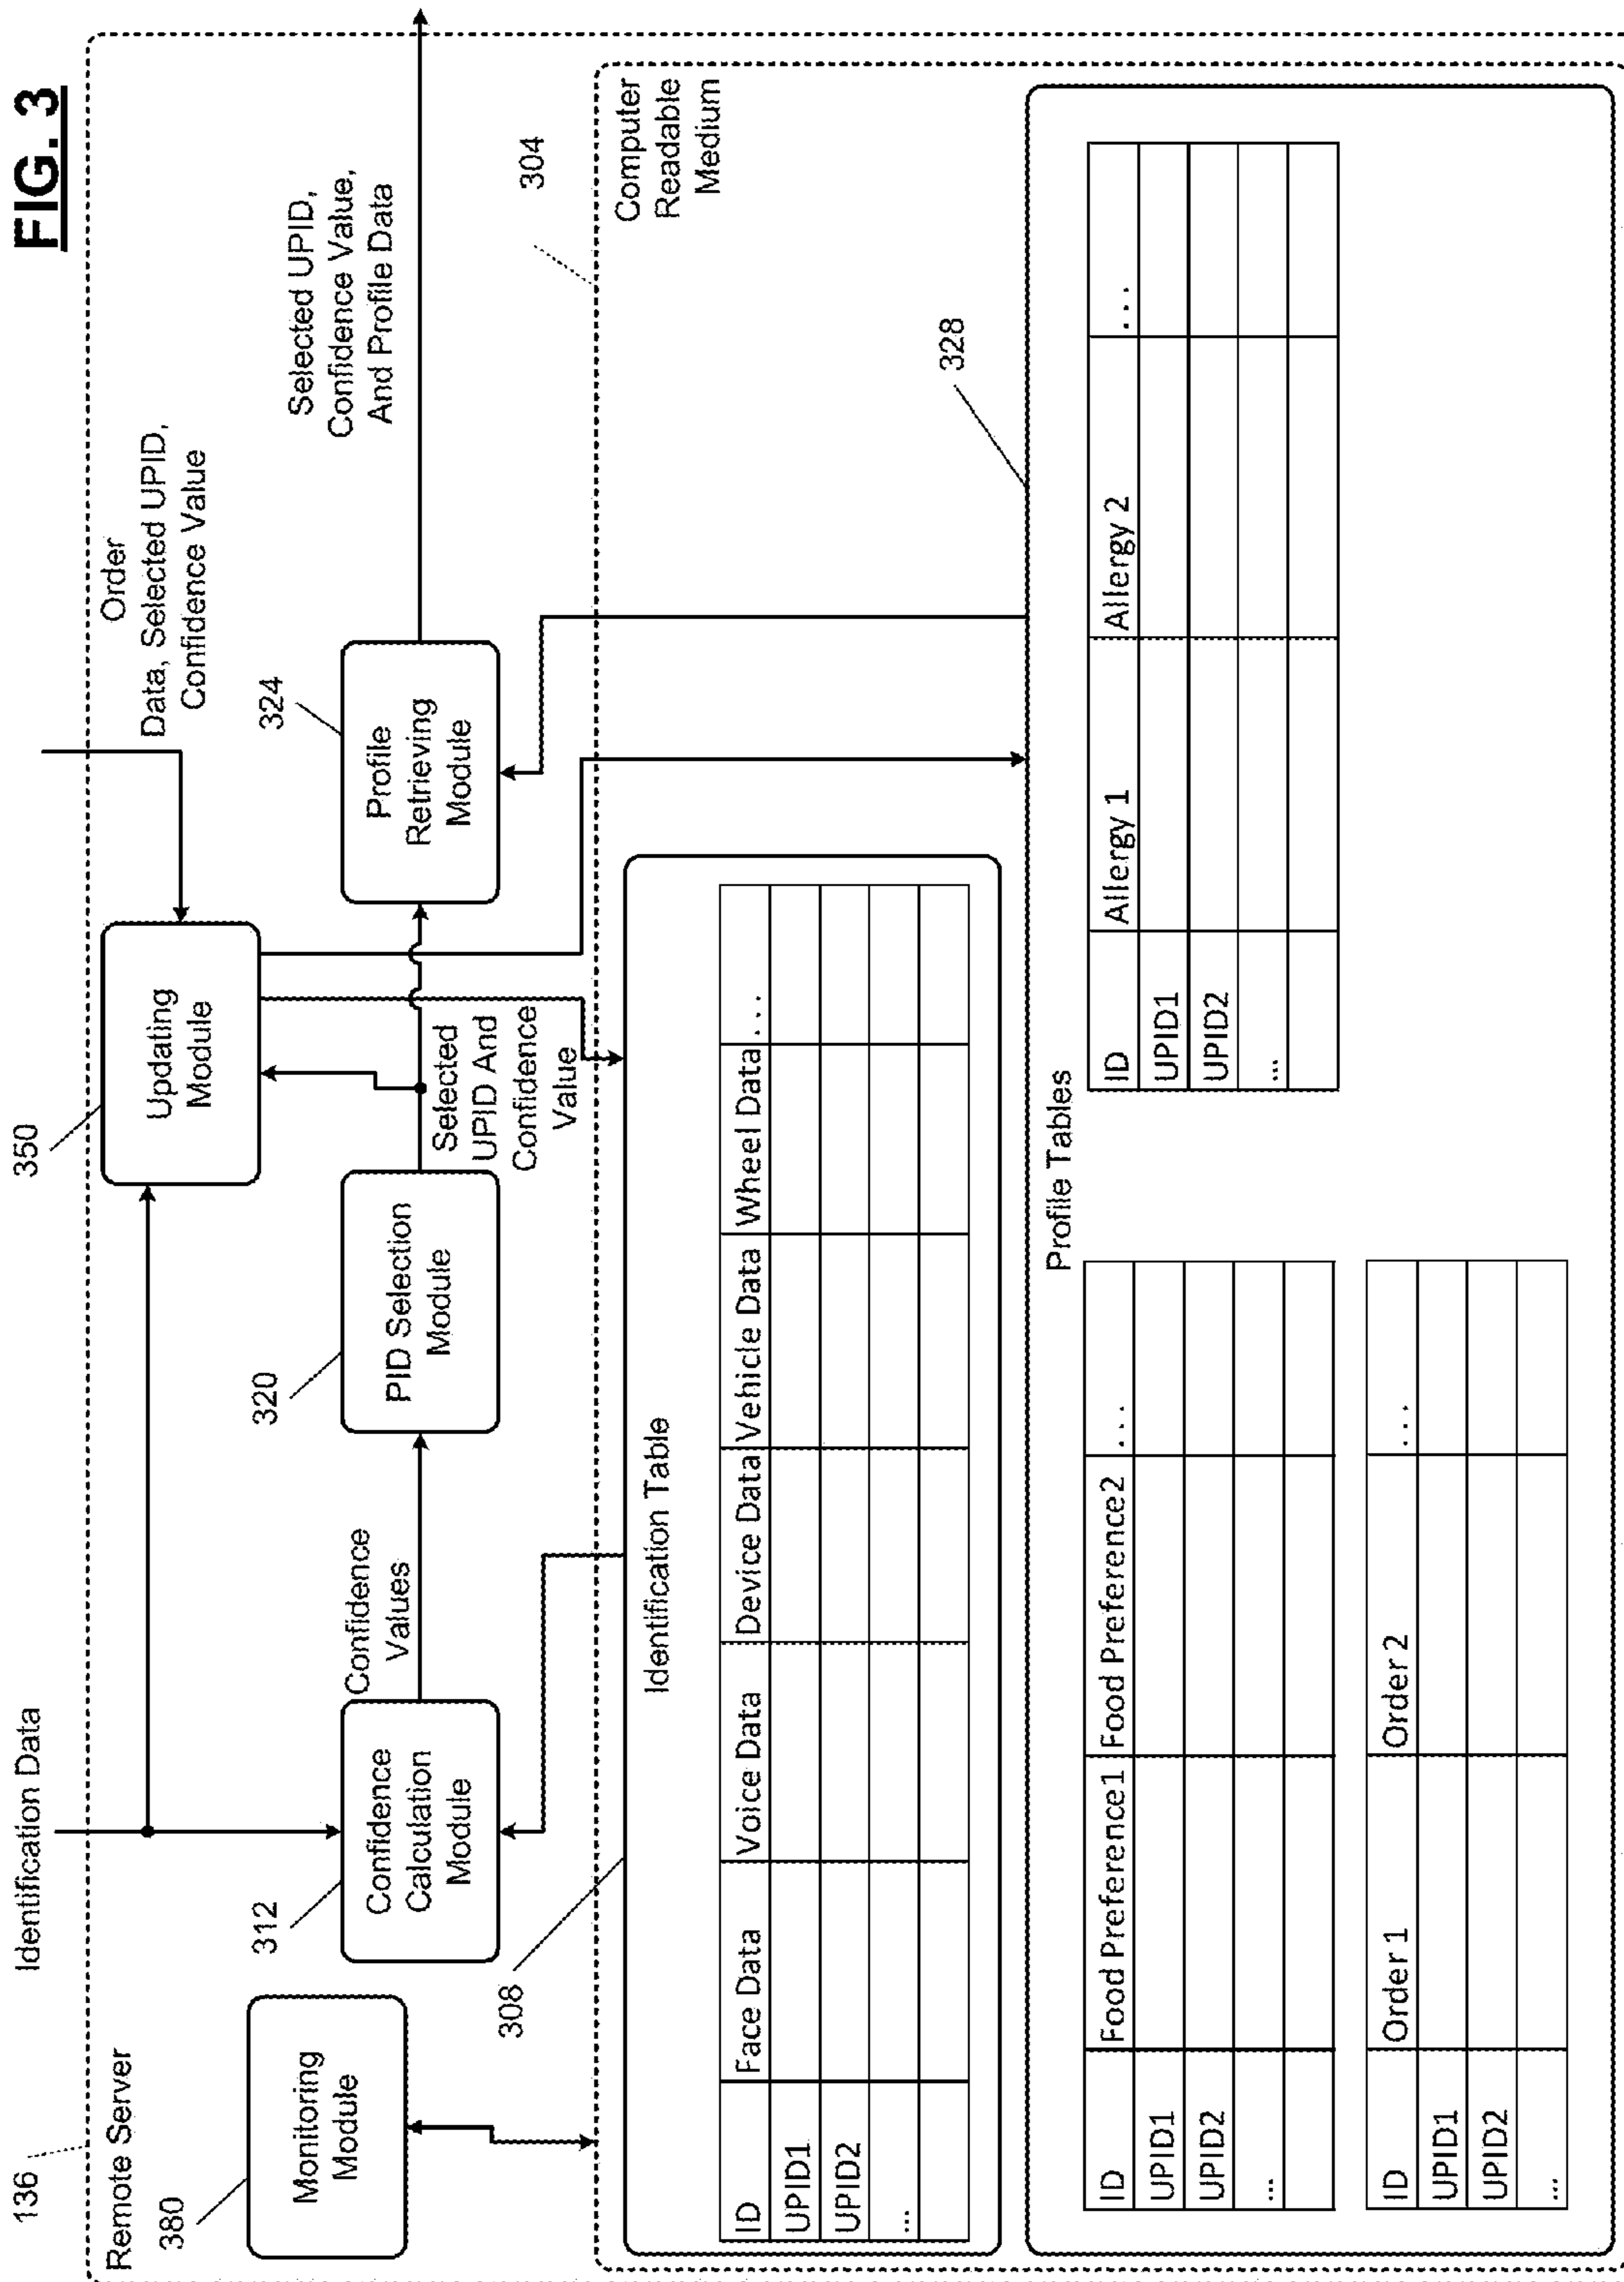 FIG. 3
136
Remote Server
Identification Data
350
Updating
Module
Order
Data, Selected UPID,
Confidence Value
380
Monitoring
Module
312
Confidence
Calculation
Module
Confidence
Values
320
PID Selection
Module
Selected
UPID And
Confidence
Value
324
Profile
Retrieving
Module
Selected UPID,
Confidence Value,
And Profile Data
304
Computer
Readable
Medium
308
Identification Table
ID Face Data Voice Data Device Data Vehicle Data Wheel Data ...
UPID1
UPID2
...
328
Profile Tables
ID Food Preference1 Food Preference2 ...
UPID1
UPID2
...
ID Allergy 1 Allergy 2 ...
UPID1
UPID2
...
ID Order 1 Order 2 ...
UPID1
UPID2
...